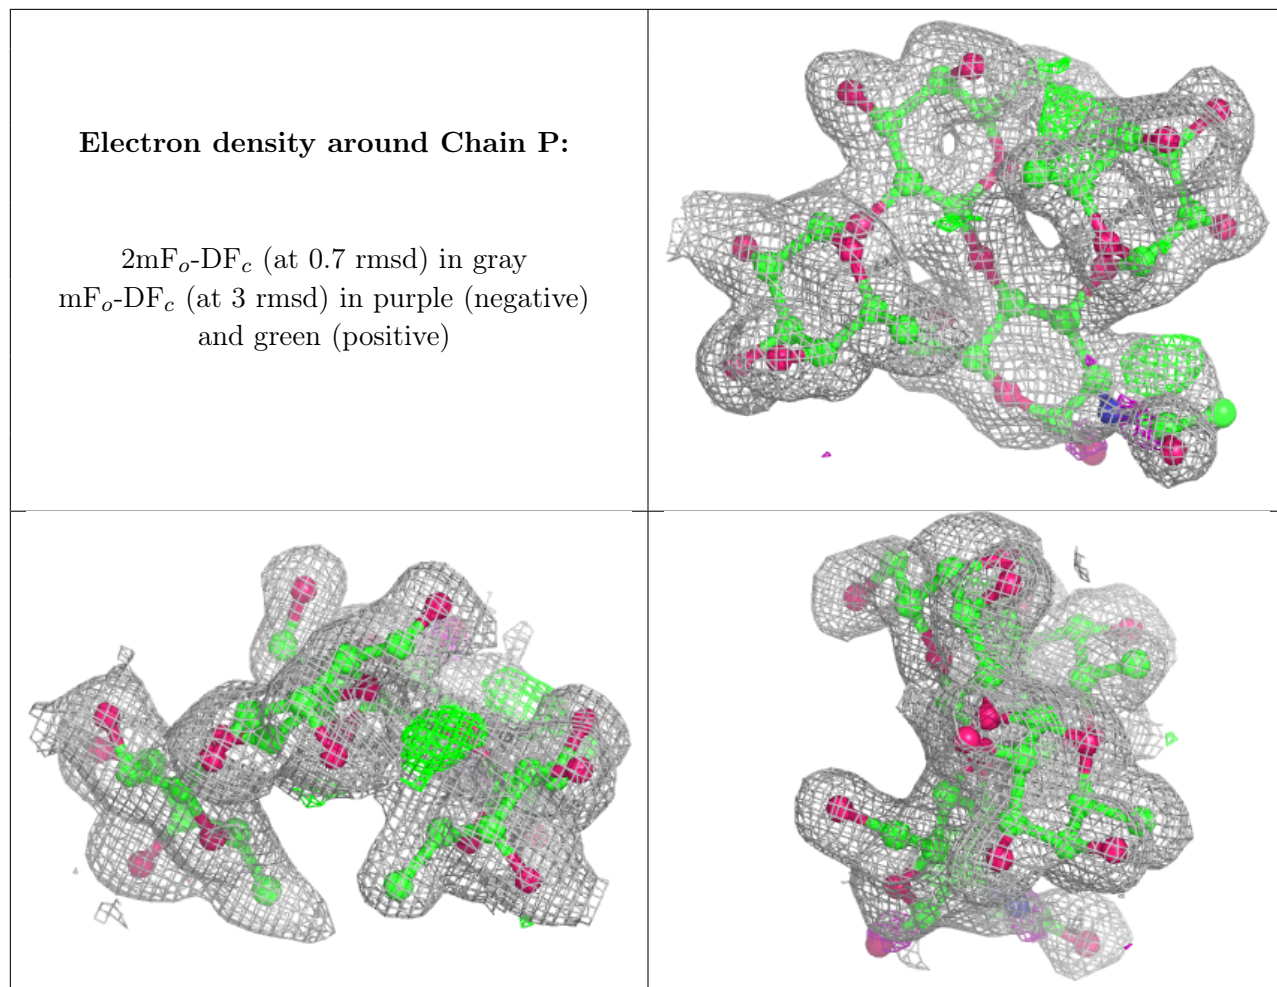 Electron density around Chain P:
2mFo-DFc (at 0.7 rmsd) in gray
mFo-DFc (at 3 rmsd) in purple (negative)
and green (positive)